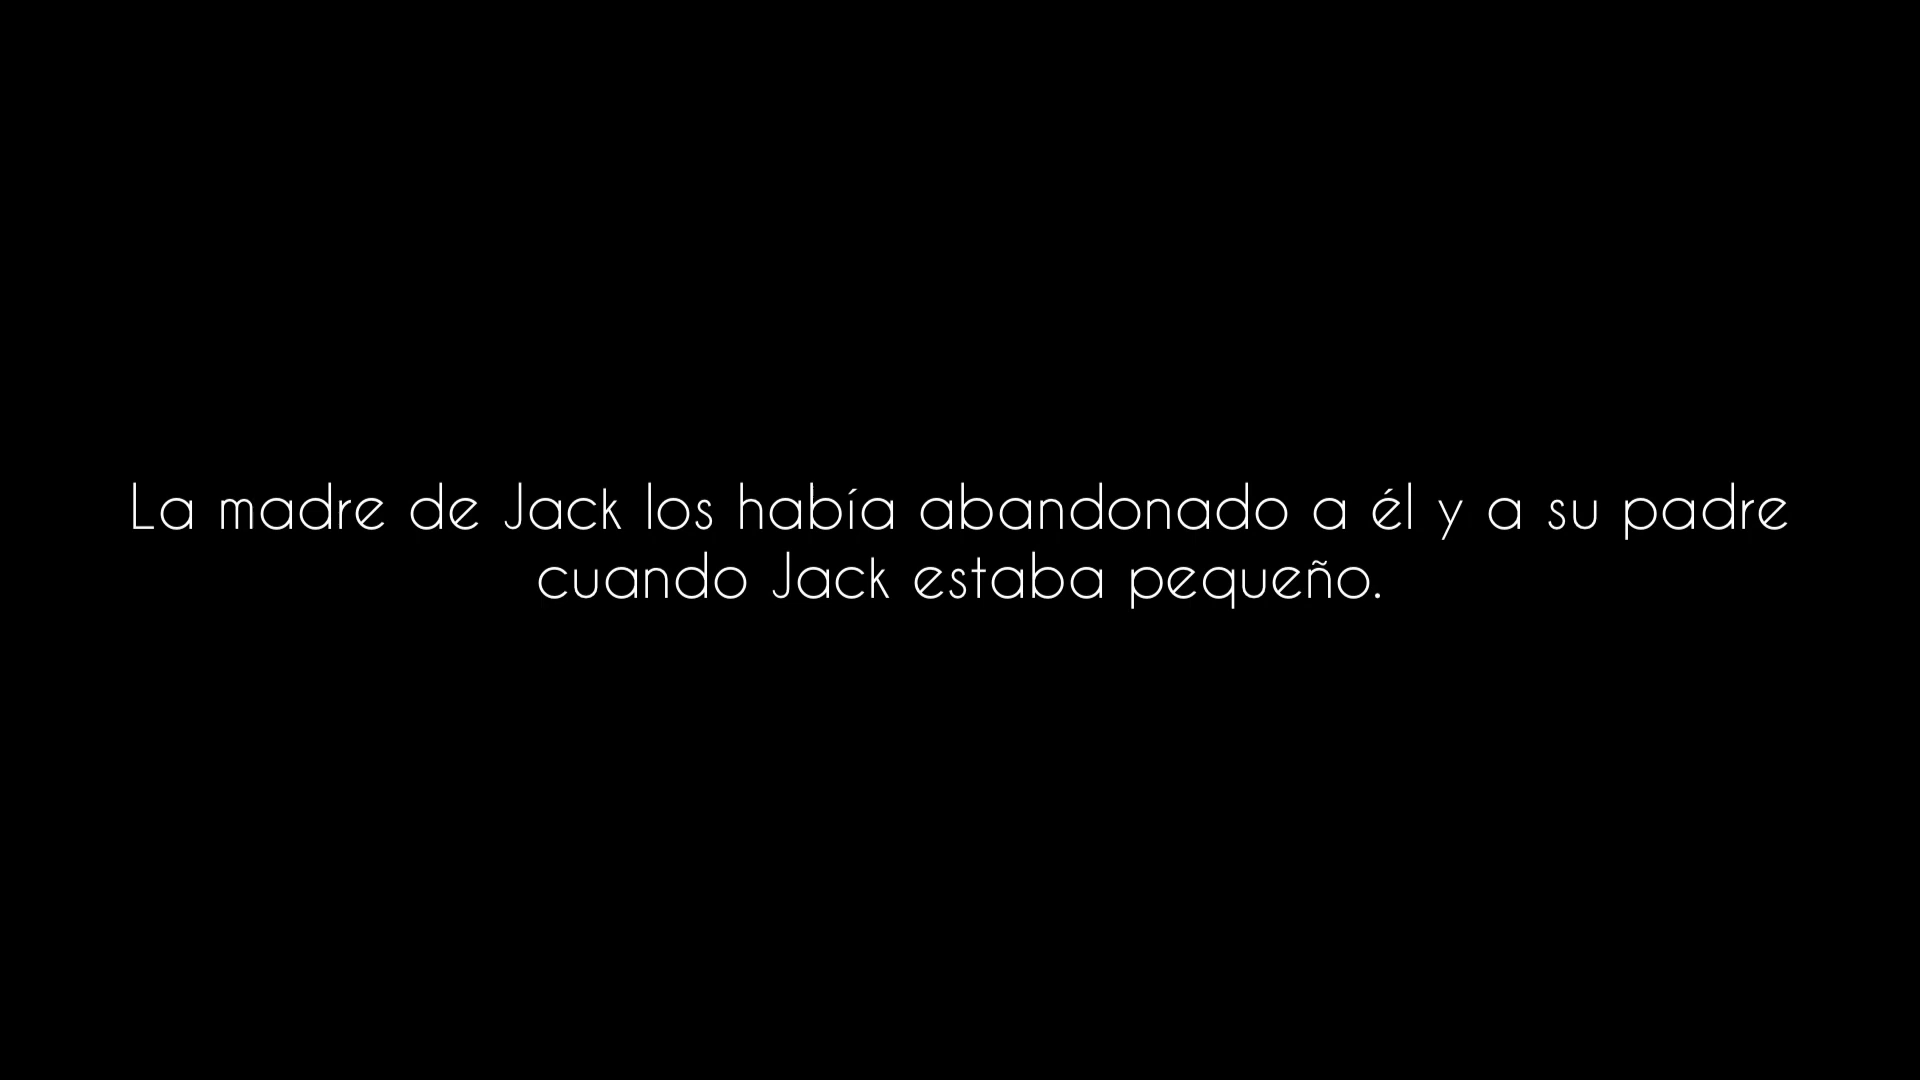 La madre de Jack los había abandonado a él y a su padre
cuando Jack estaba pequeño.